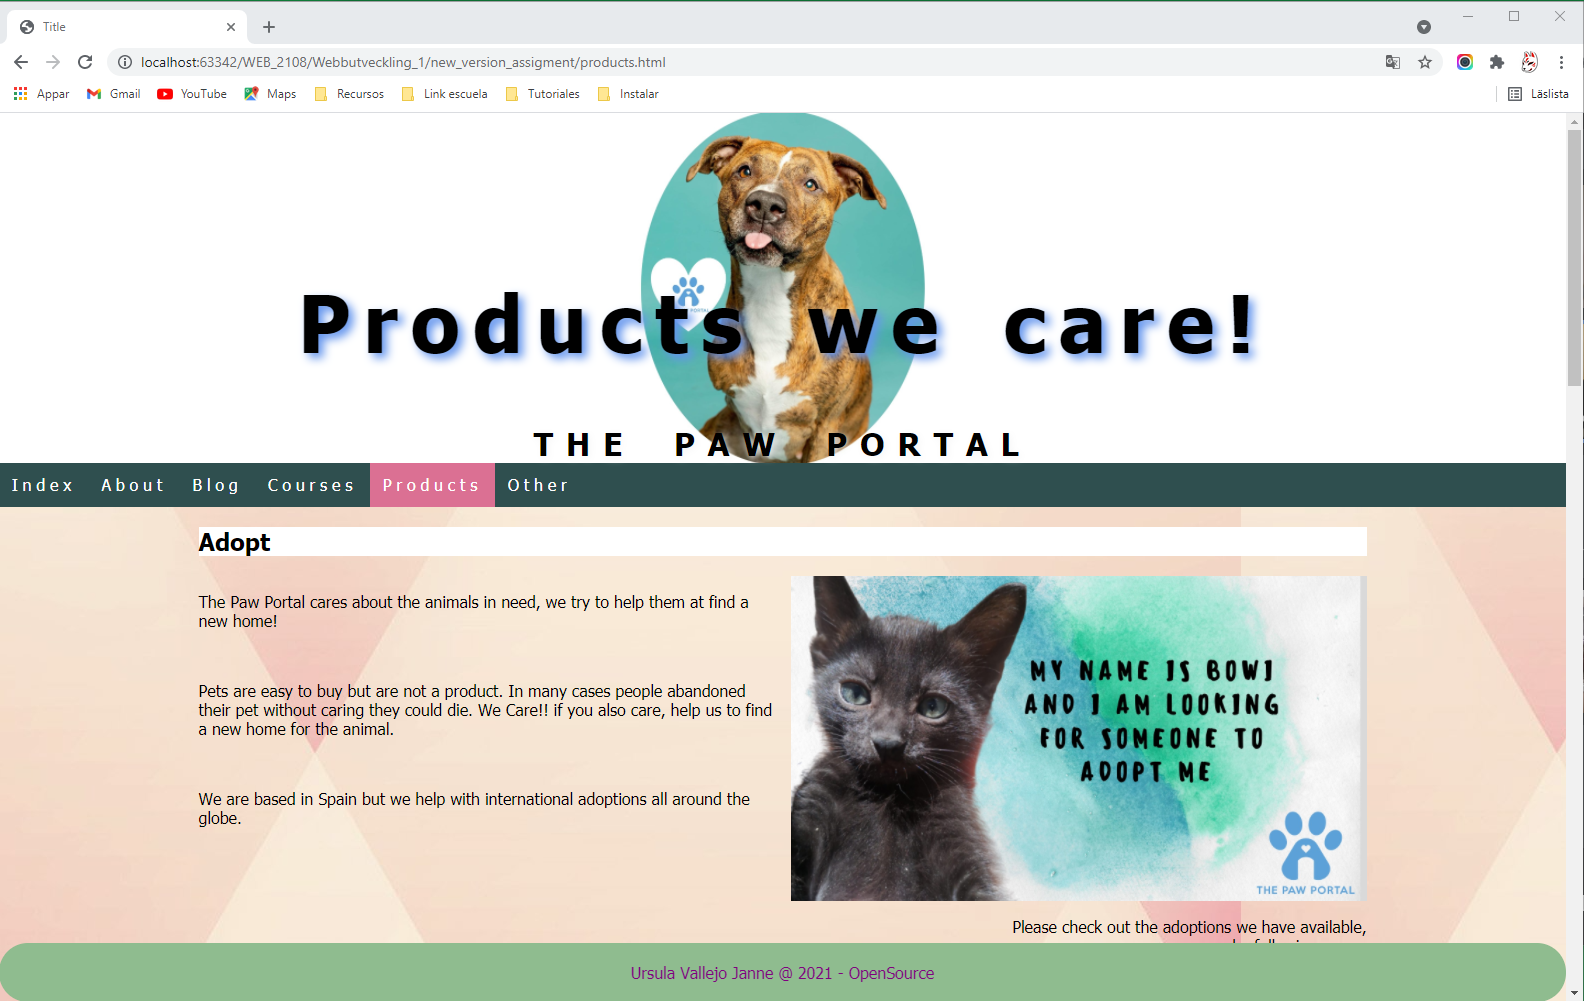 Title
localhost:63342/WEB_2108/Webbutveckling_1/new_version_assigment/products.html
Appar Gmail YouTube Maps Recursos Link escuela Tutoriales Instalar Läslista
Products we care!
THE PAW PORTAL
Index About Blog Courses Products Other
Adopt
The Paw Portal cares about the animals in need, we try to help them at find a
new home!
Pets are easy to buy but are not a product. In many cases people abandoned
their pet without caring they could die. We Care!! if you also care, help us to find
a new home for the animal.
We are based in Spain but we help with international adoptions all around the
globe.
MY NAME IS BOWI
AND I AM LOOKING
FOR SOMEONE TO
ADOPT ME
THE PAW PORTAL
Please check out the adoptions we have available,
Ursula Vallejo Janne @ 2021 - OpenSource